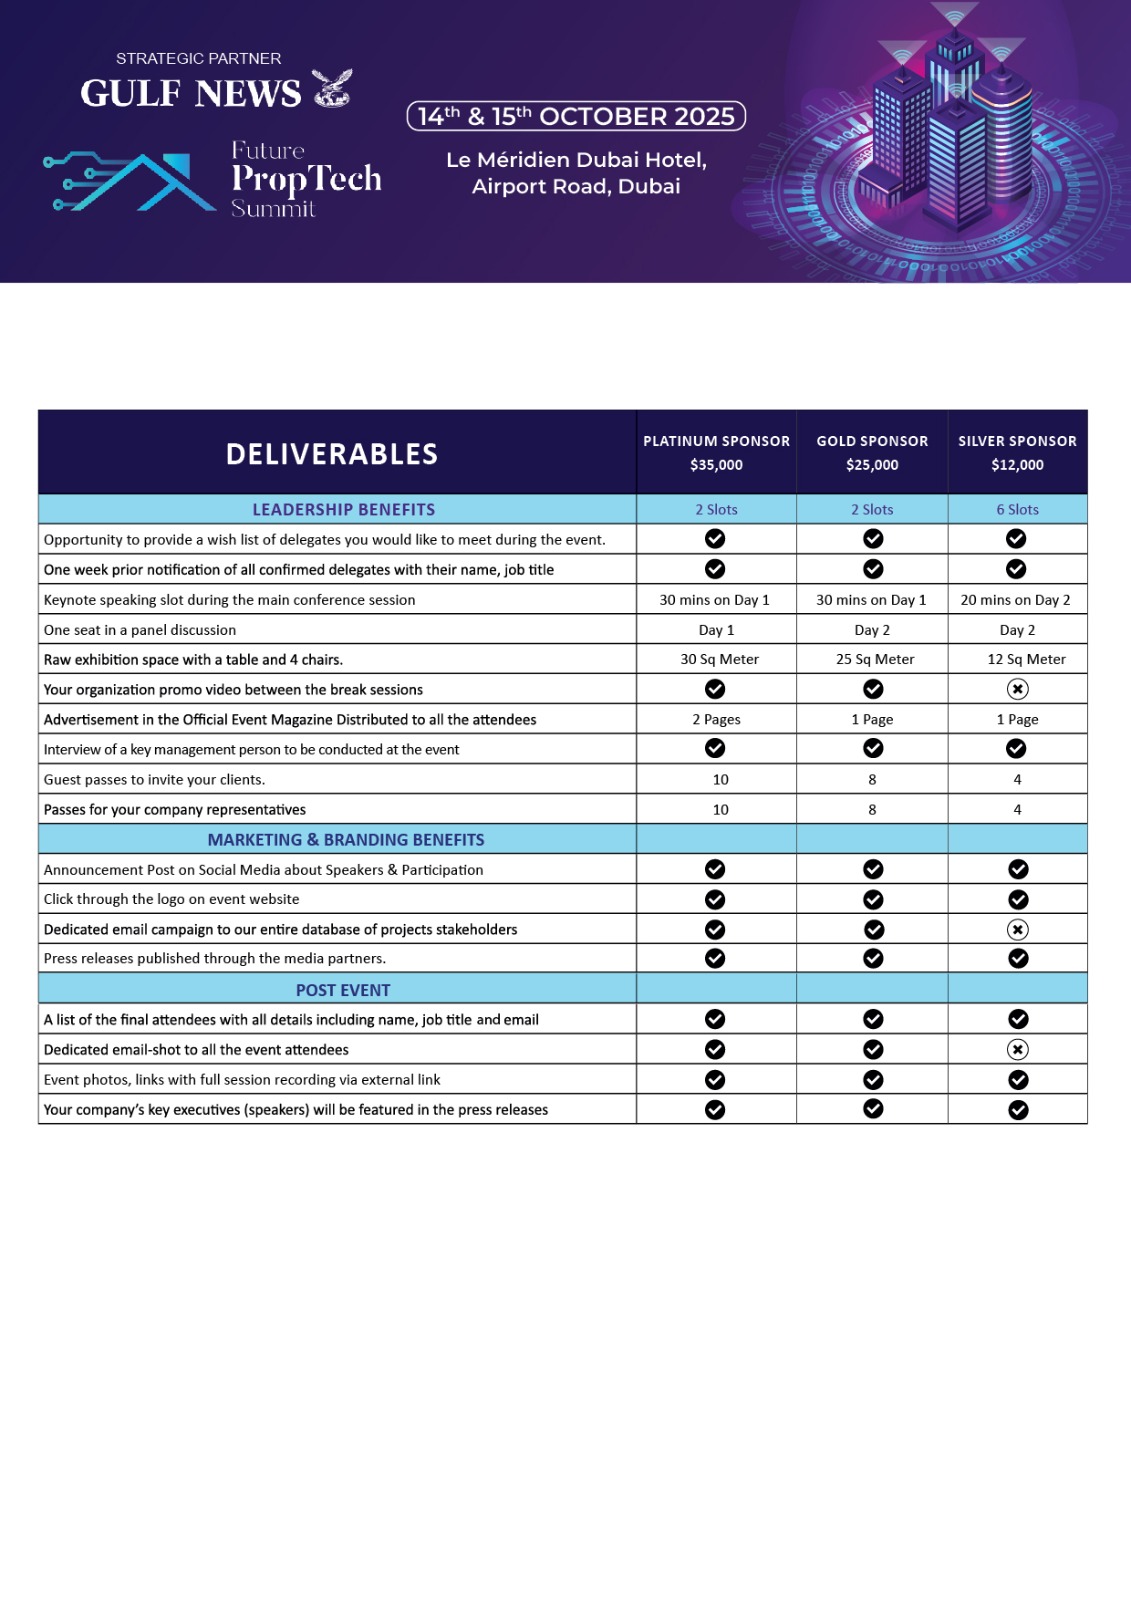 STRATEGIC PARTNER
GULF NEWS
Future
PropTech
Summit
14th & 15th OCTOBER 2025
Le Méridien Dubai Hotel,
Airport Road, Dubai
DELIVERABLES
PLATINUM SPONSOR
$35,000
GOLD SPONSOR
$25,000
SILVER SPONSOR
$12,000
LEADERSHIP BENEFITS 2 Slots 2 Slots 6 Slots
Opportunity to provide a wish list of delegates you would like to meet during the event.
One week prior notification of all confirmed delegates with their name, job title
Keynote speaking slot during the main conference session 30 mins on Day 1 30 mins on Day 1 20 mins on Day 2
One seat in a panel discussion Day 1 Day 2 Day 2
Raw exhibition space with a table and 4 chairs. 30 Sq Meter 25 Sq Meter 12 Sq Meter
Your organization promo video between the break sessions
Advertisement in the Official Event Magazine Distributed to all the attendees 2 Pages 1 Page 1 Page
Interview of a key management person to be conducted at the event
Guest passes to invite your clients. 10 8 4
Passes for your company representatives 10 8 4
MARKETING & BRANDING BENEFITS
Announcement Post on Social Media about Speakers & Participation
Click through the logo on event website
Dedicated email campaign to our entire database of projects stakeholders
Press releases published through the media partners.
POST EVENT
A list of the final attendees with all details including name, job title and email
Dedicated email-shot to all the event attendees
Event photos, links with full session recording via external link
Your company's key executives (speakers) will be featured in the press releases